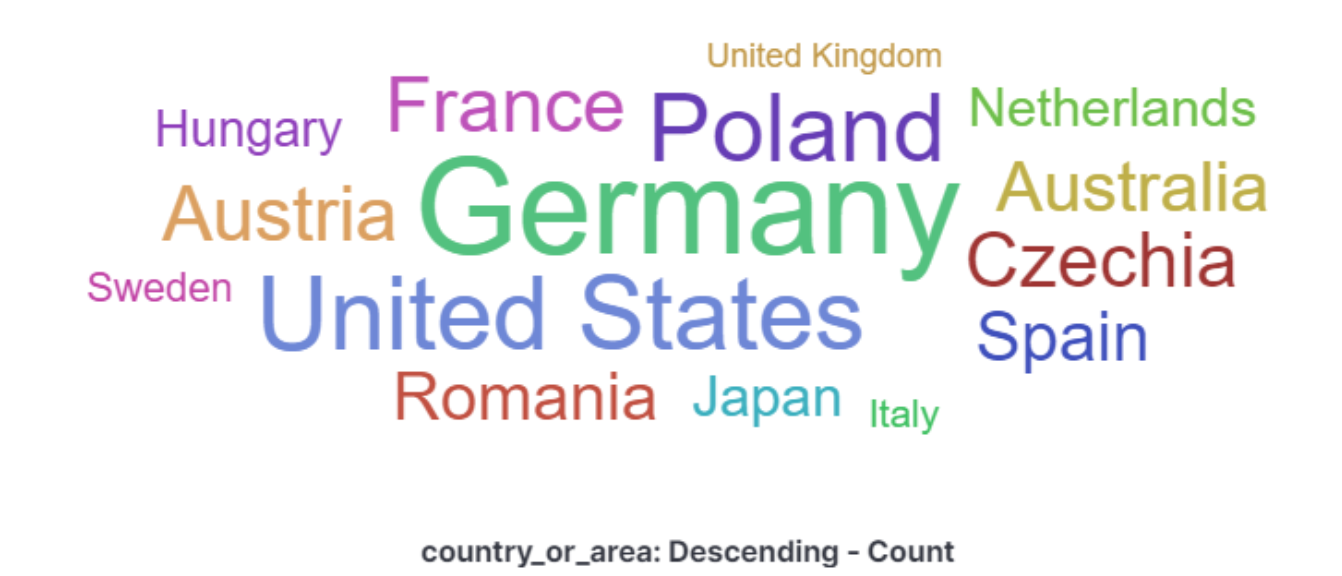 United Kingdom
Hungary France Poland Netherlands
Austria Germany Australia
Czechia
Sweden United States Spain
Romania Japan Italy
country_or_area: Descending - Count